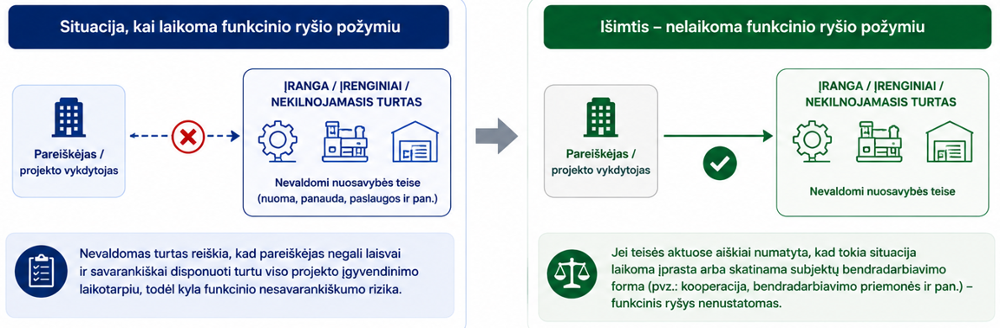 Situacija, kai laikoma funkcinio ryšio požymiu
Pareiškėjas /
projekto vykdytojas
ĮRANGA / ĮRENGINIAI /
NEKILNOJAMASIS TURTAS
Nevaldomi nuosavybės teise
(nuoma, panauda, paslaugos ir pan.)
Nevaldomas turtas reiškia, kad pareiškėjas negali laisvai
ir savarankiškai disponuoti turtu viso projekto įgyvendinimo
laikotarpiu, todėl kyla funkcinio nesavarankiškumo rizika.
Išimtis – nelaikoma funkcinio ryšio požymiu
Pareiškėjas /
projekto vykdytojas
ĮRANGA / ĮRENGINIAI /
NEKILNOJAMASIS TURTAS
Nevaldomi nuosavybės teise
Jei teisės aktuose aiškiai numatyta, kad tokia situacija
laikoma įprasta arba skatinama subjektų bendradarbiavimo
forma (pvz.: kooperacija, bendradarbiavimo priemonės ir pan.) –
funkcinis ryšys nenustatomas.